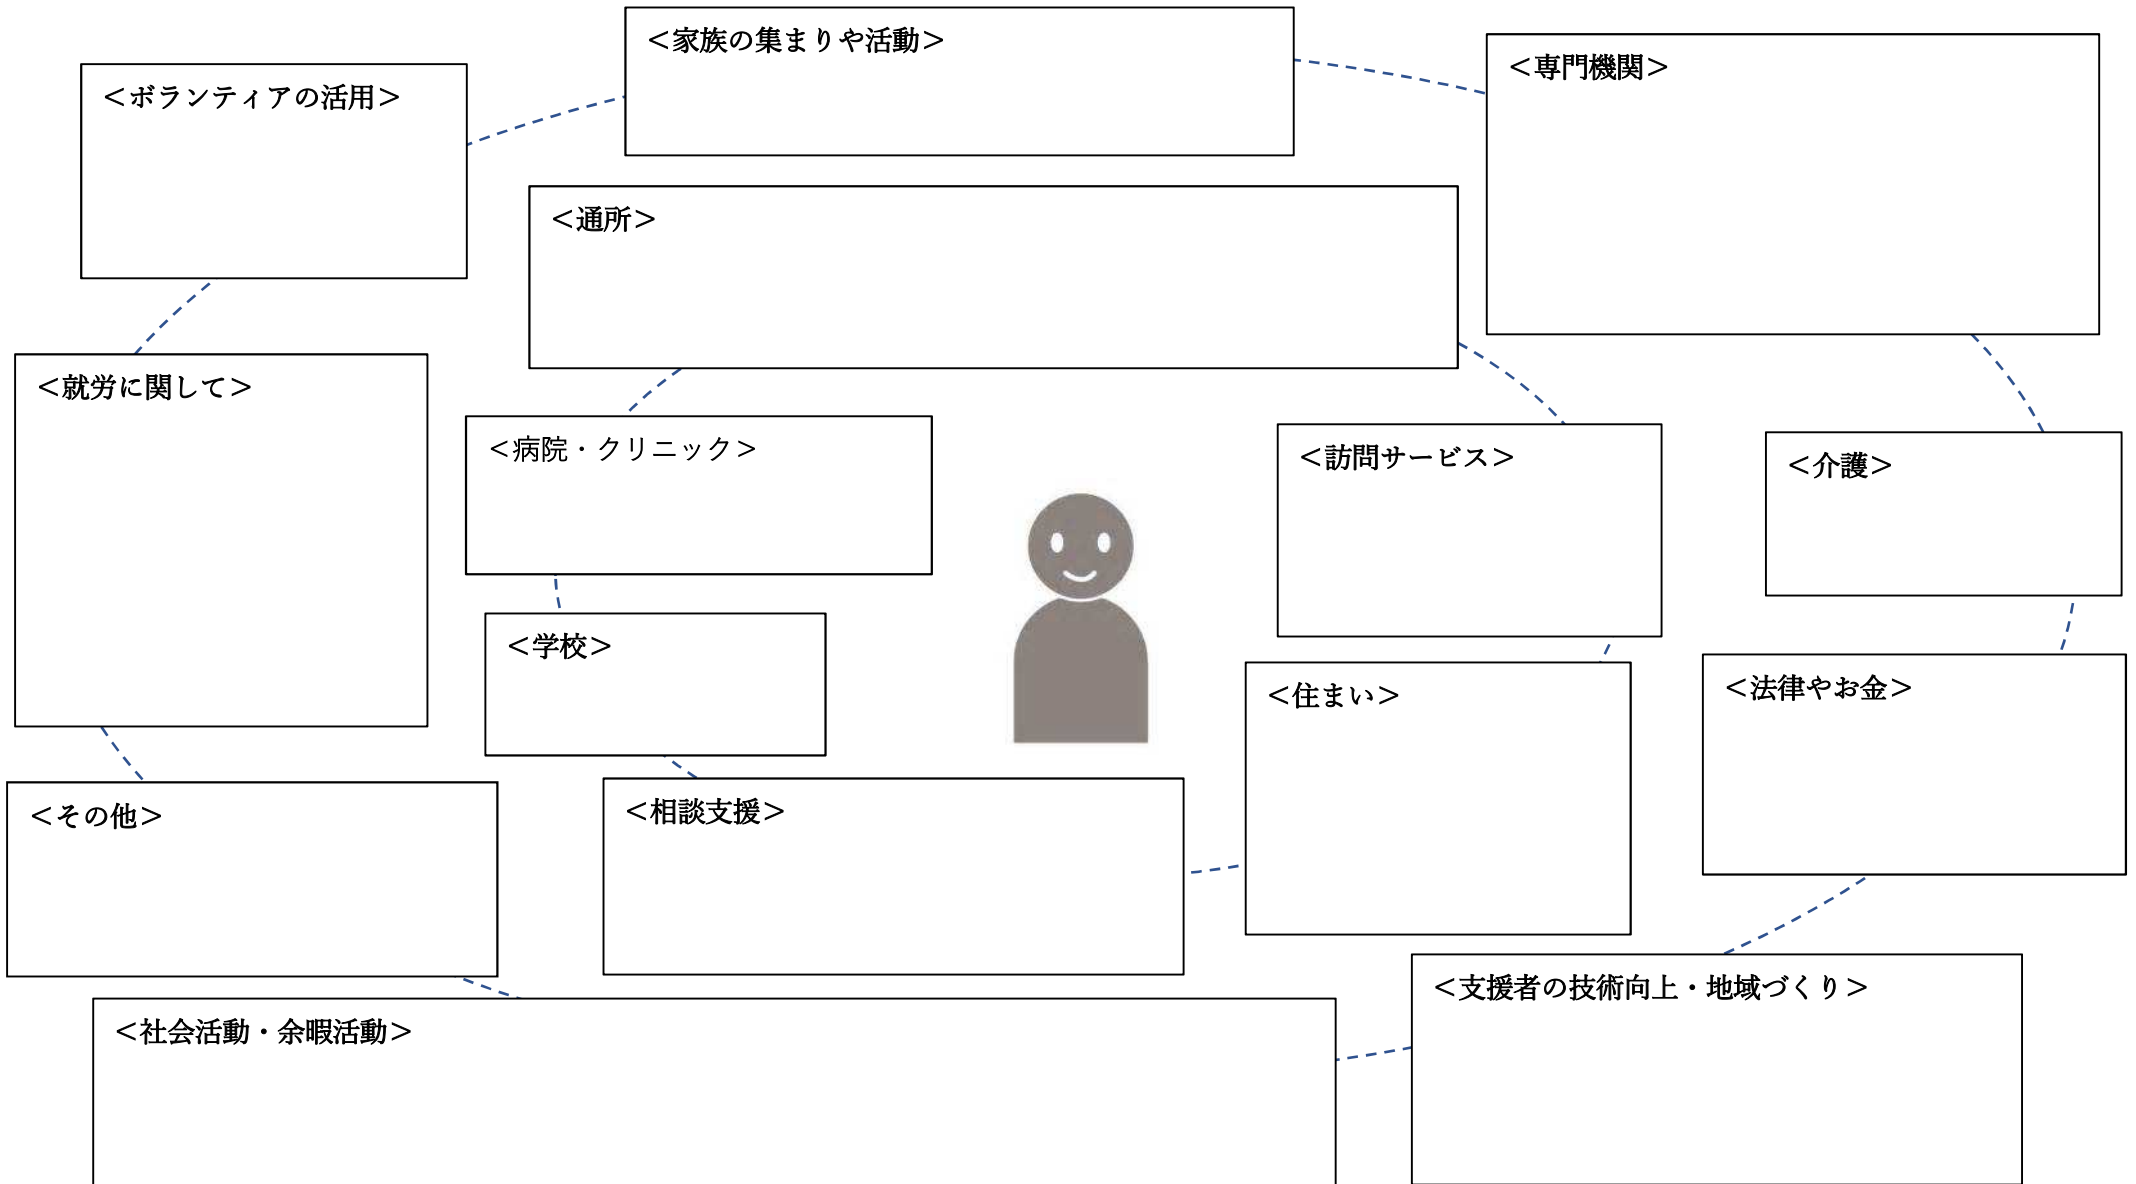 <家族の集まりや活動>
<専門機関>
<ボランティアの活用>
<通所>
<就労に関して>
<病院・クリニック>
<訪問サービス>
<介護>
<学校>
<住まい>
<法律やお金>
<その他>
<相談支援>
<支援者の技術向上・地域づくり>
<社会活動・余暇活動>